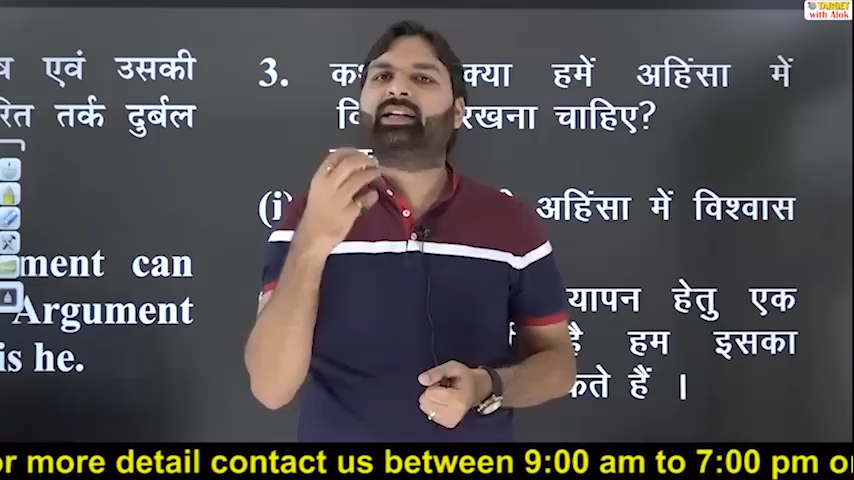 TARGET
with Alok
एवं उसकी
तर्क दुर्बल
ment can
Argument
is he.
3. क्या हमें अहिंसा में
रखना चाहिए?
(i) अहिंसा में विश्वास
यापन हेतु एक
है हम इसका
हैं ।
or more detail contact us between 9:00 am to 7:00 pm